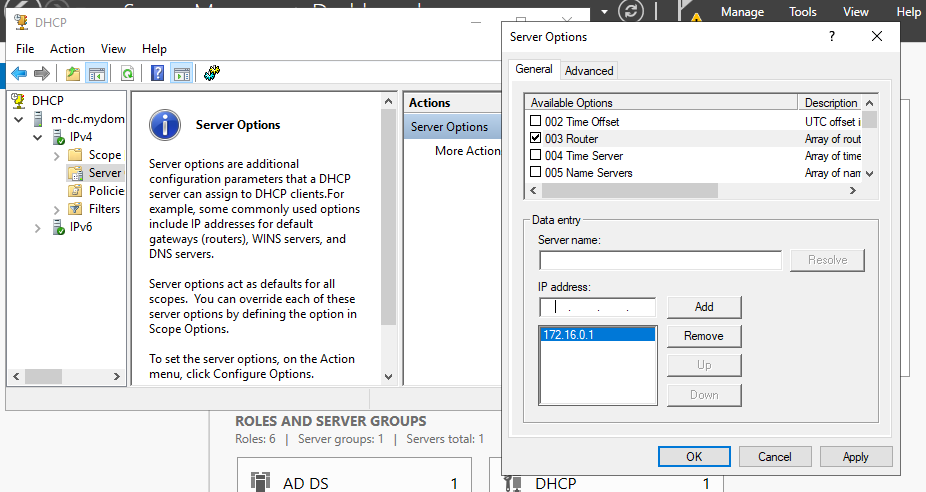 DHCP
Manage Tools View Help
File Action View Help
DHCP
m-dc.mydom
IPv4
Scope
Server
Policie
Filters
IPv6
Server Options
Server options are additional
configuration parameters that a DHCP
server can assign to DHCP clients.For
example, some commonly used options
include IP addresses for default
gateways (routers), WINS servers, and
DNS servers.
Server options act as defaults for all
scopes. You can override each of these
server options by defining the option in
Scope Options.
To set the server options, on the Action
menu, click Configure Options.
Actions
Server Options
More Action
Server Options
? 
General Advanced
Available Options Description
002 Time Offset UTC offset i
003 Router Array of rout
004 Time Server Array of time
005 Name Servers Array of nam
Data entry
Server name:
Resolve
IP address:
. . .
Add
172.16.0.1
Remove
Up
Down
OK Cancel Apply
ROLES AND SERVER GROUPS
Roles: 6 | Server groups: 1 | Servers total: 1
AD DS 1
DHCP 1